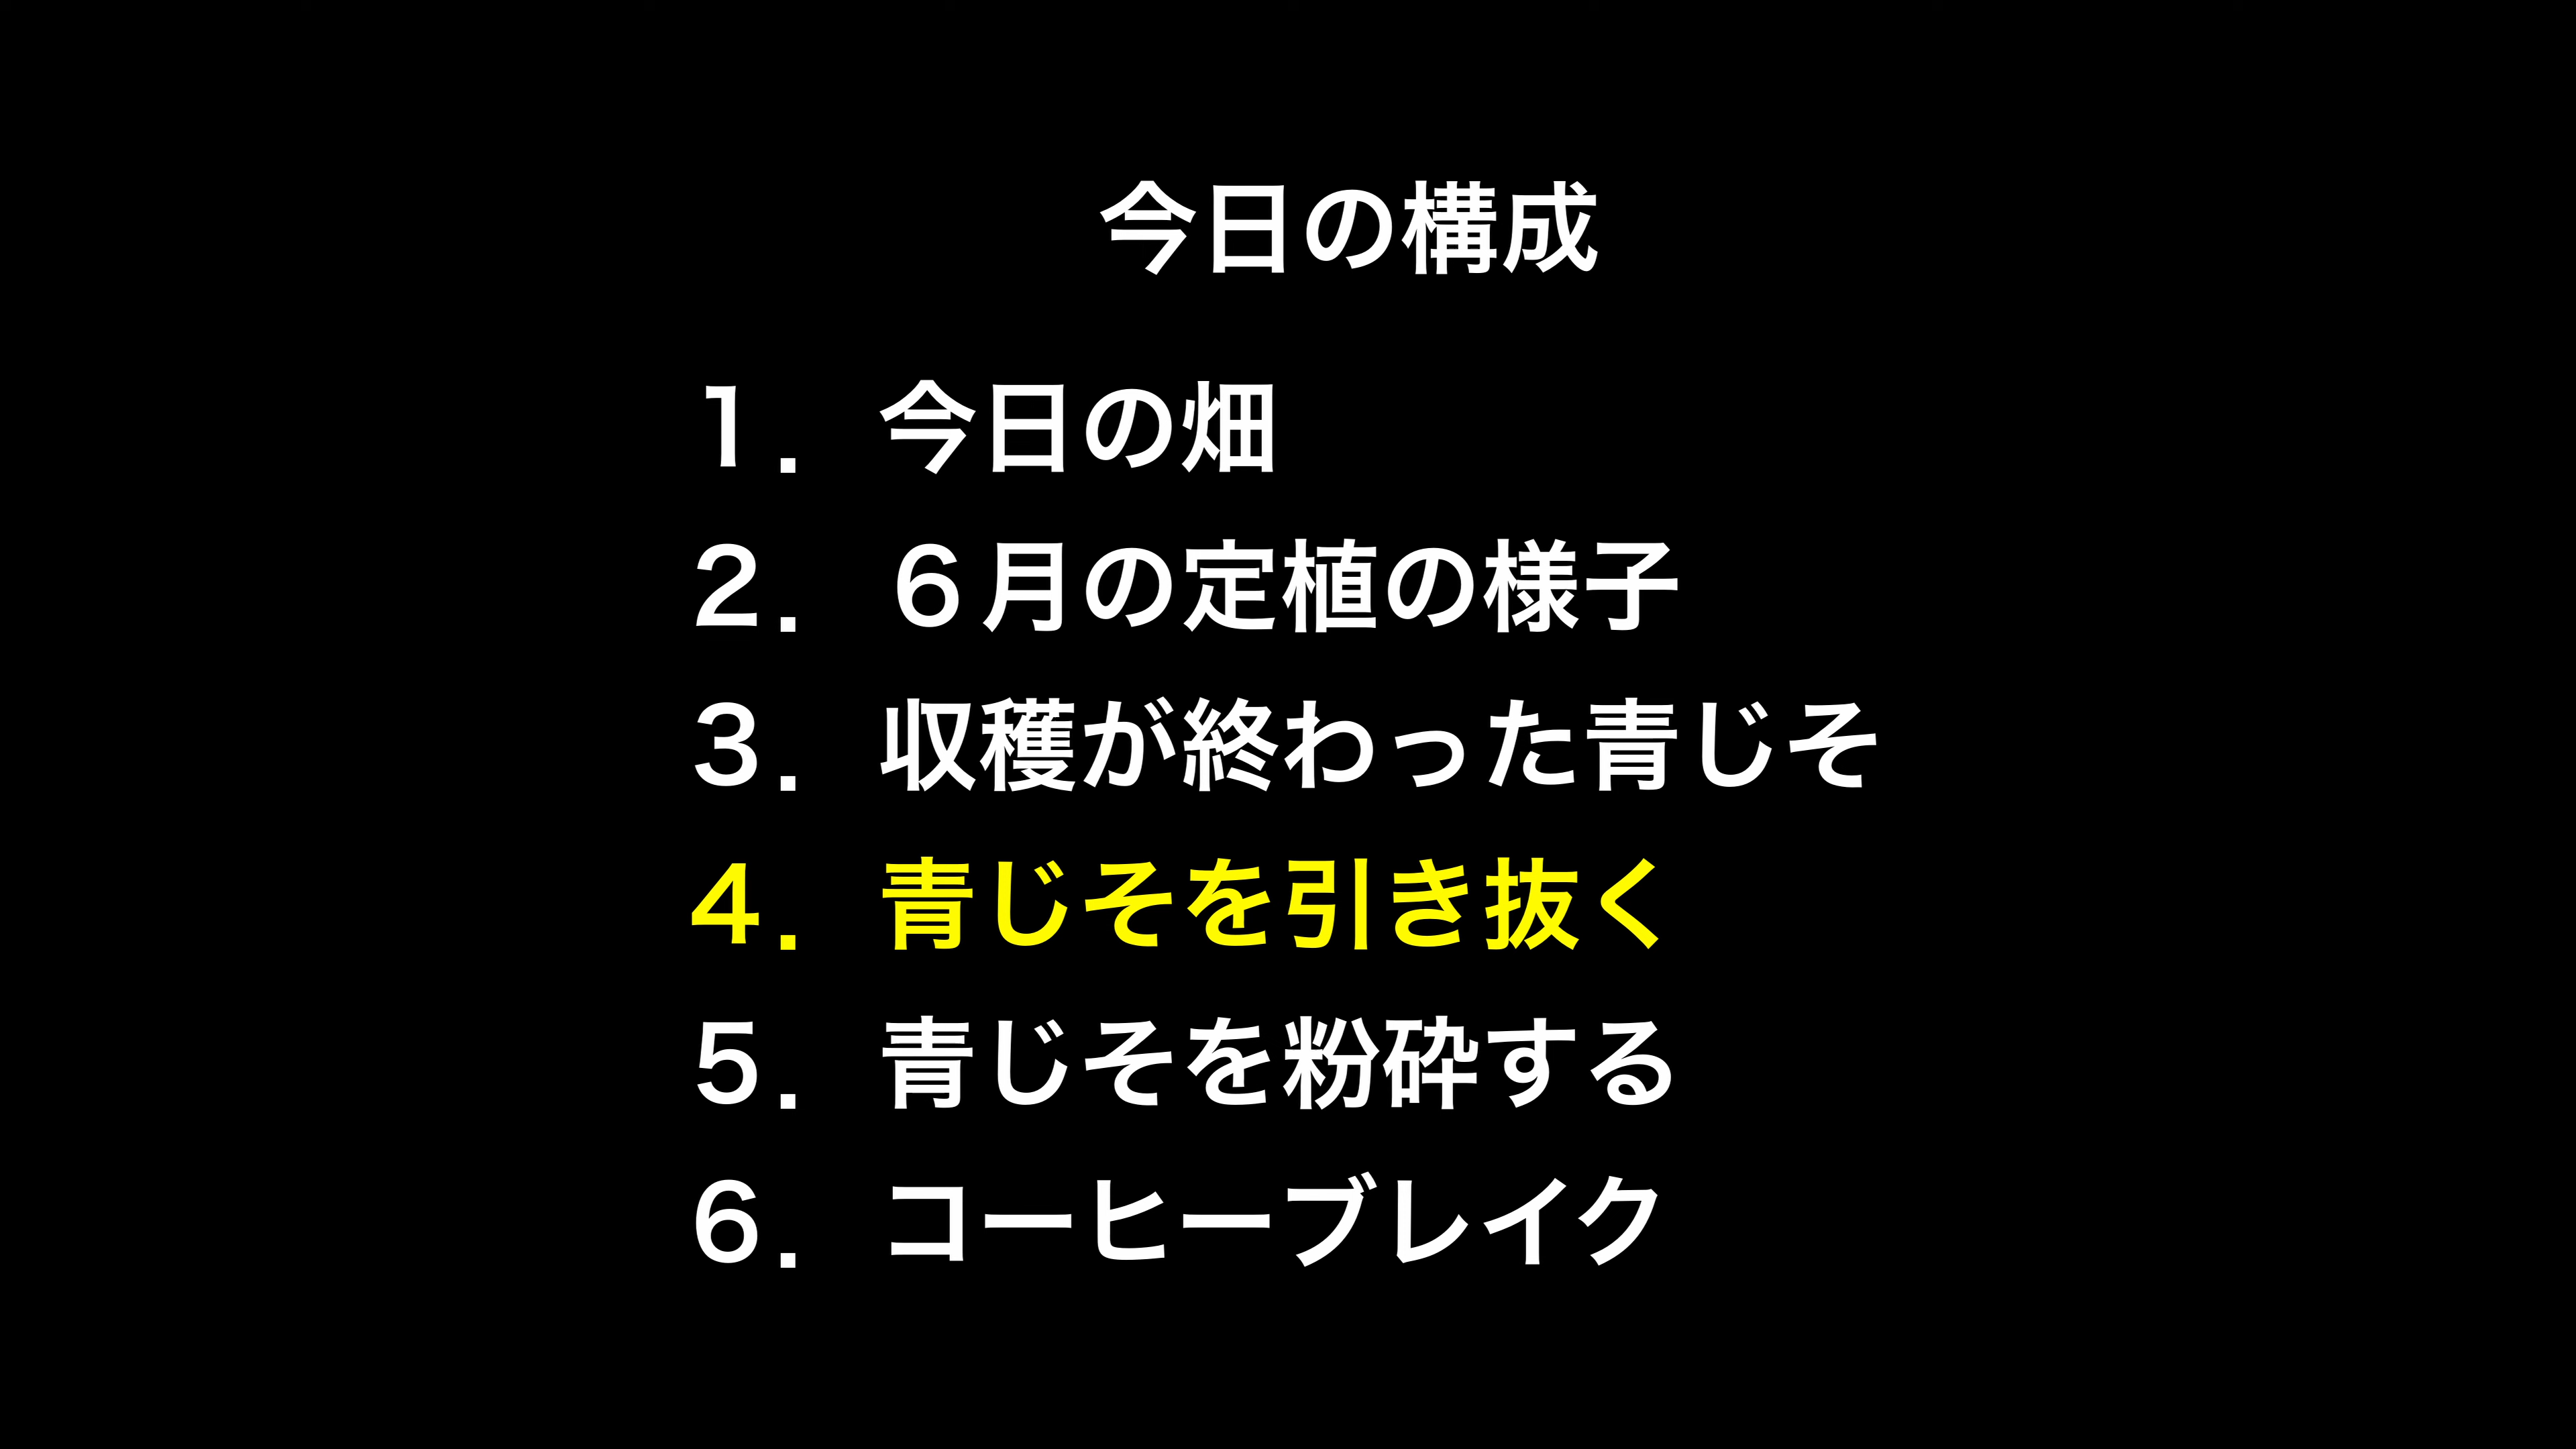 今日の構成
１．今日の畑
２．６月の定植の様子
３．収穫が終わった青じそ
４．青じそを引き抜く
５．青じそを粉砕する
６．コーヒーブレイク